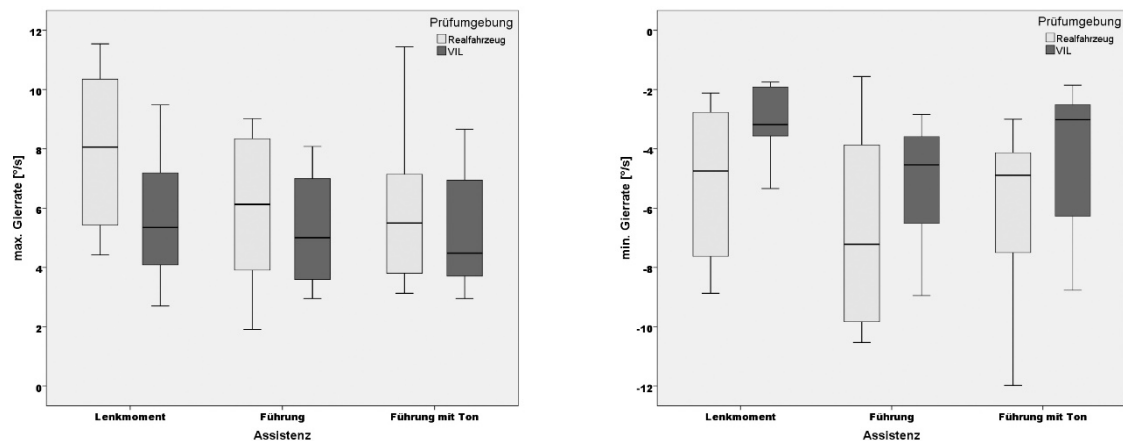 Prüfumgebung
Realfahrzeug
VIL
12
10
8
6
4
2
0
max. Gierrate [°/s]
Lenkmoment
Führung
Führung mit Ton
Assistenz
Prüfumgebung
Realfahrzeug
VIL
0
-2
-4
-6
-8
-10
-12
min. Gierrate [°/s]
Lenkmoment
Führung
Führung mit Ton
Assistenz